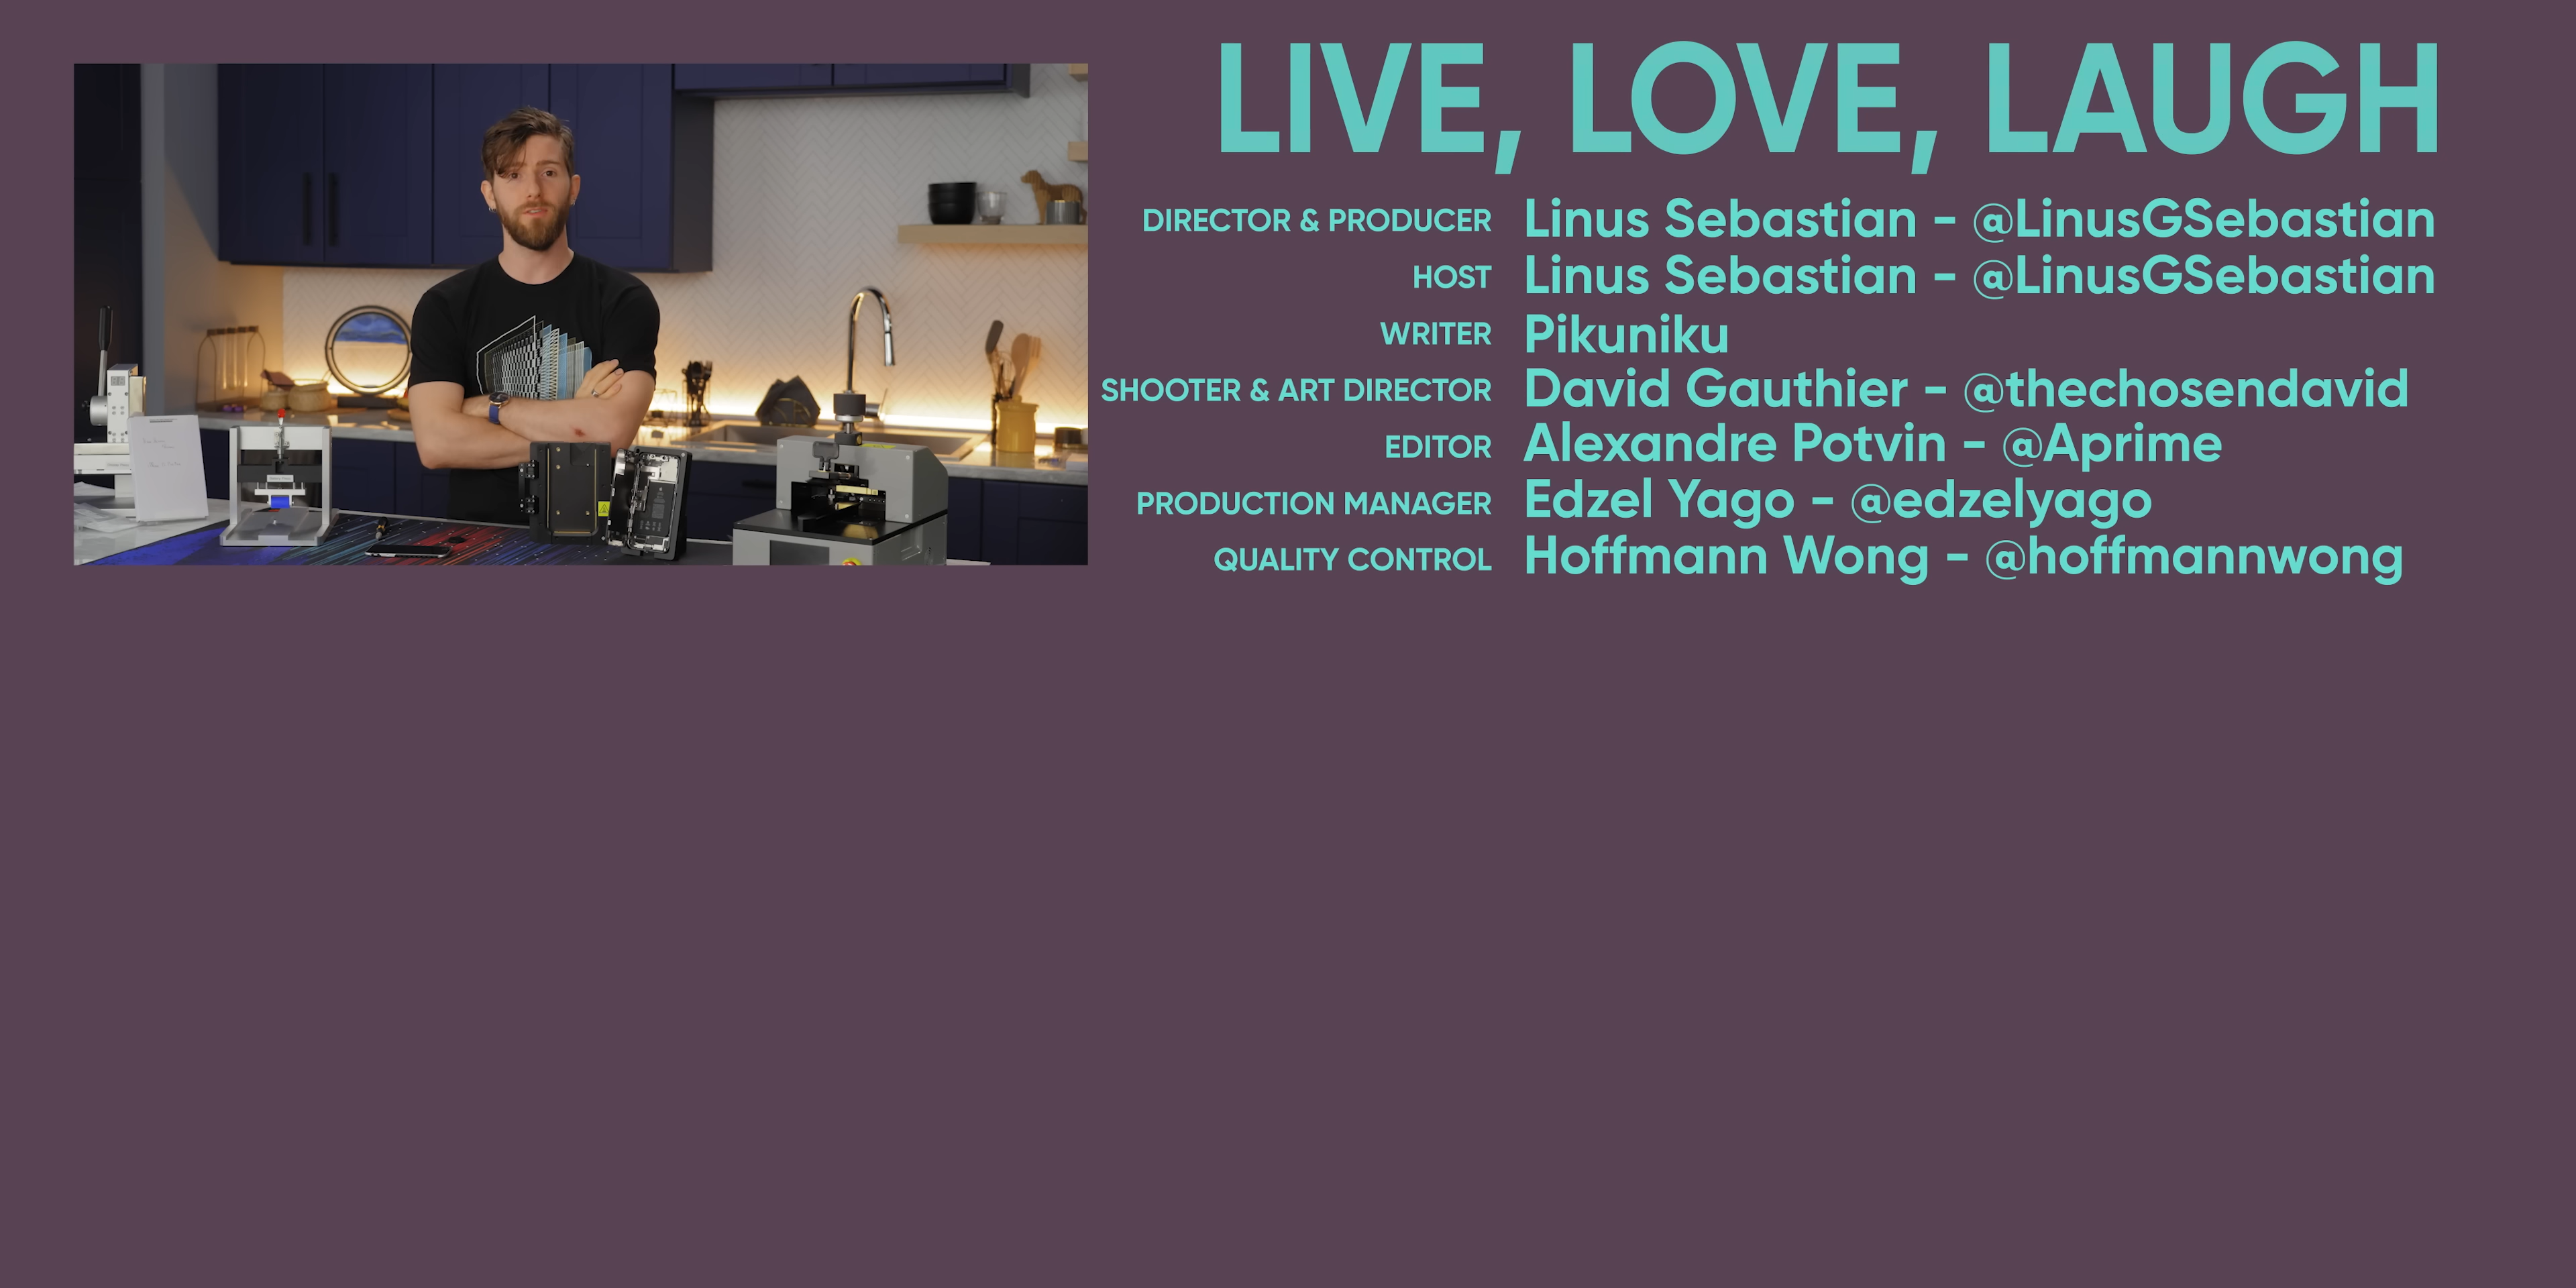 LIVE, LOVE, LAUGH
DIRECTOR & PRODUCER Linus Sebastian - @LinusGSebastian
HOST Linus Sebastian - @LinusGSebastian
WRITER Pikuniku
SHOOTER & ART DIRECTOR David Gauthier - @thechosendavid
EDITOR Alexandre Potvin - @Aprime
PRODUCTION MANAGER Edzel Yago - @edzelyago
QUALITY CONTROL Hoffmann Wong - @hoffmannwong